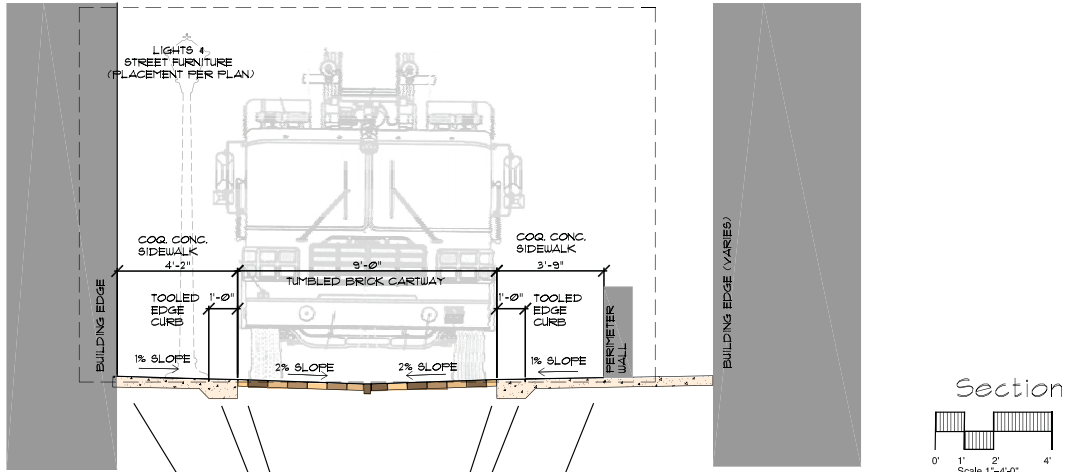 LIGHTS &
STREET FURNITURE
(PLACEMENT PER PLAN)
COQ. CONC.
SIDEWALK
4'-2"
9'-0"
TUMBLED BRICK CARTWAY
COQ. CONC.
SIDEWALK
3'-9"
TOOLED
EDGE
CURB
1'-0"
1'-0"
TOOLED
EDGE
CURB
BUILDING EDGE
PERIMETER
WALL
BUILDING EDGE (VARIES)
1% SLOPE
2% SLOPE
2% SLOPE
1% SLOPE
Section
0' 1' 2' 4'
Scale 1"=4'-0"